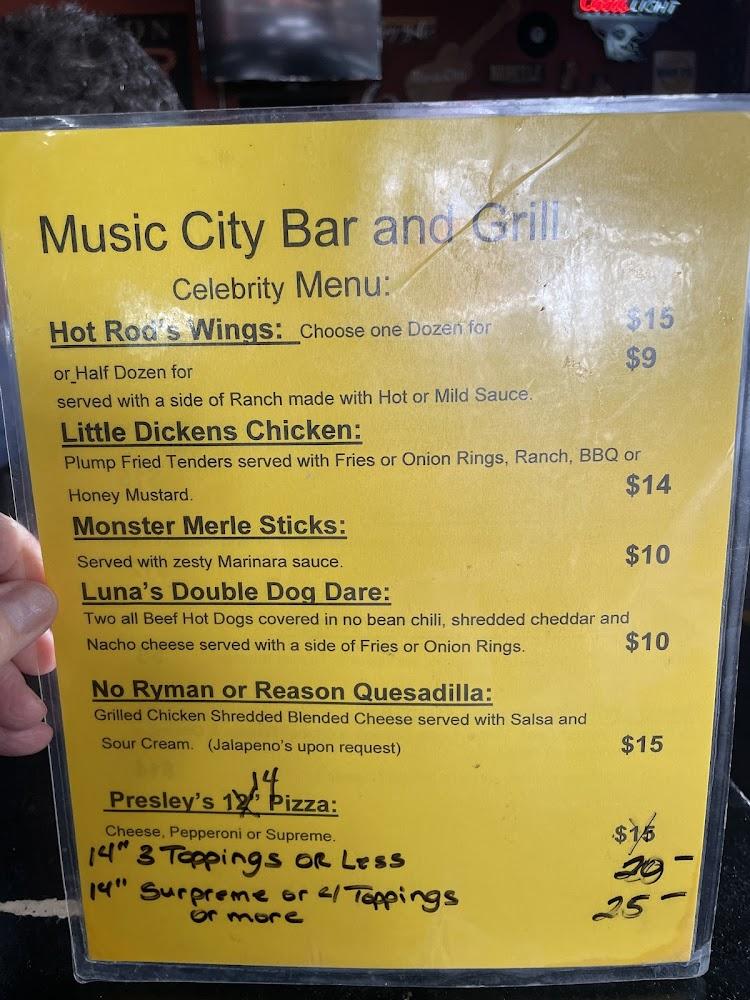 Coors LIGHT
Music City Bar and Grill
Celebrity Menu:
Hot Rod's Wings: Choose one Dozen for $15
or Half Dozen for $9
served with a side of Ranch made with Hot or Mild Sauce.
Little Dickens Chicken:
Plump Fried Tenders served with Fries or Onion Rings, Ranch, BBQ or
Honey Mustard. $14
Monster Merle Sticks:
Served with zesty Marinara sauce. $10
Luna's Double Dog Dare:
Two all Beef Hot Dogs covered in no bean chili, shredded cheddar and
Nacho cheese served with a side of Fries or Onion Rings. $10
No Ryman or Reason Quesadilla:
Grilled Chicken Shredded Blended Cheese served with Salsa and
Sour Cream. (Jalapeno's upon request) $15
14
Presley's 12" Pizza:
Cheese, Pepperoni or Supreme. $15
14" 3 Toppings OR Less 20-
14" Surpreme or 4 Toppings 25-
or more